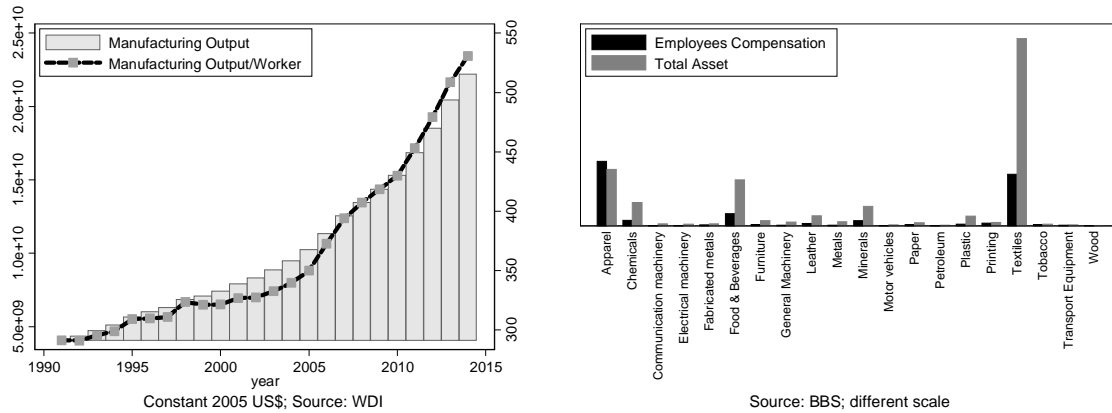 Manufacturing Output
Manufacturing Output/Worker
5.00e+09
1.0e+10
1.5e+10
2.0e+10
2.5e+10
300
350
400
450
500
550
1990
1995
2000
2005
2010
2015
year
Constant 2005 US$; Source: WDI
Employees Compensation
Total Asset
Apparel
Chemicals
Communication machinery
Electrical machinery
Fabricated metals
Food & Beverages
Furniture
General Machinery
Leather
Metals
Minerals
Motor vehicles
Paper
Petroleum
Plastic
Printing
Textiles
Tobacco
Transport Equipment
Wood
Source: BBS; different scale